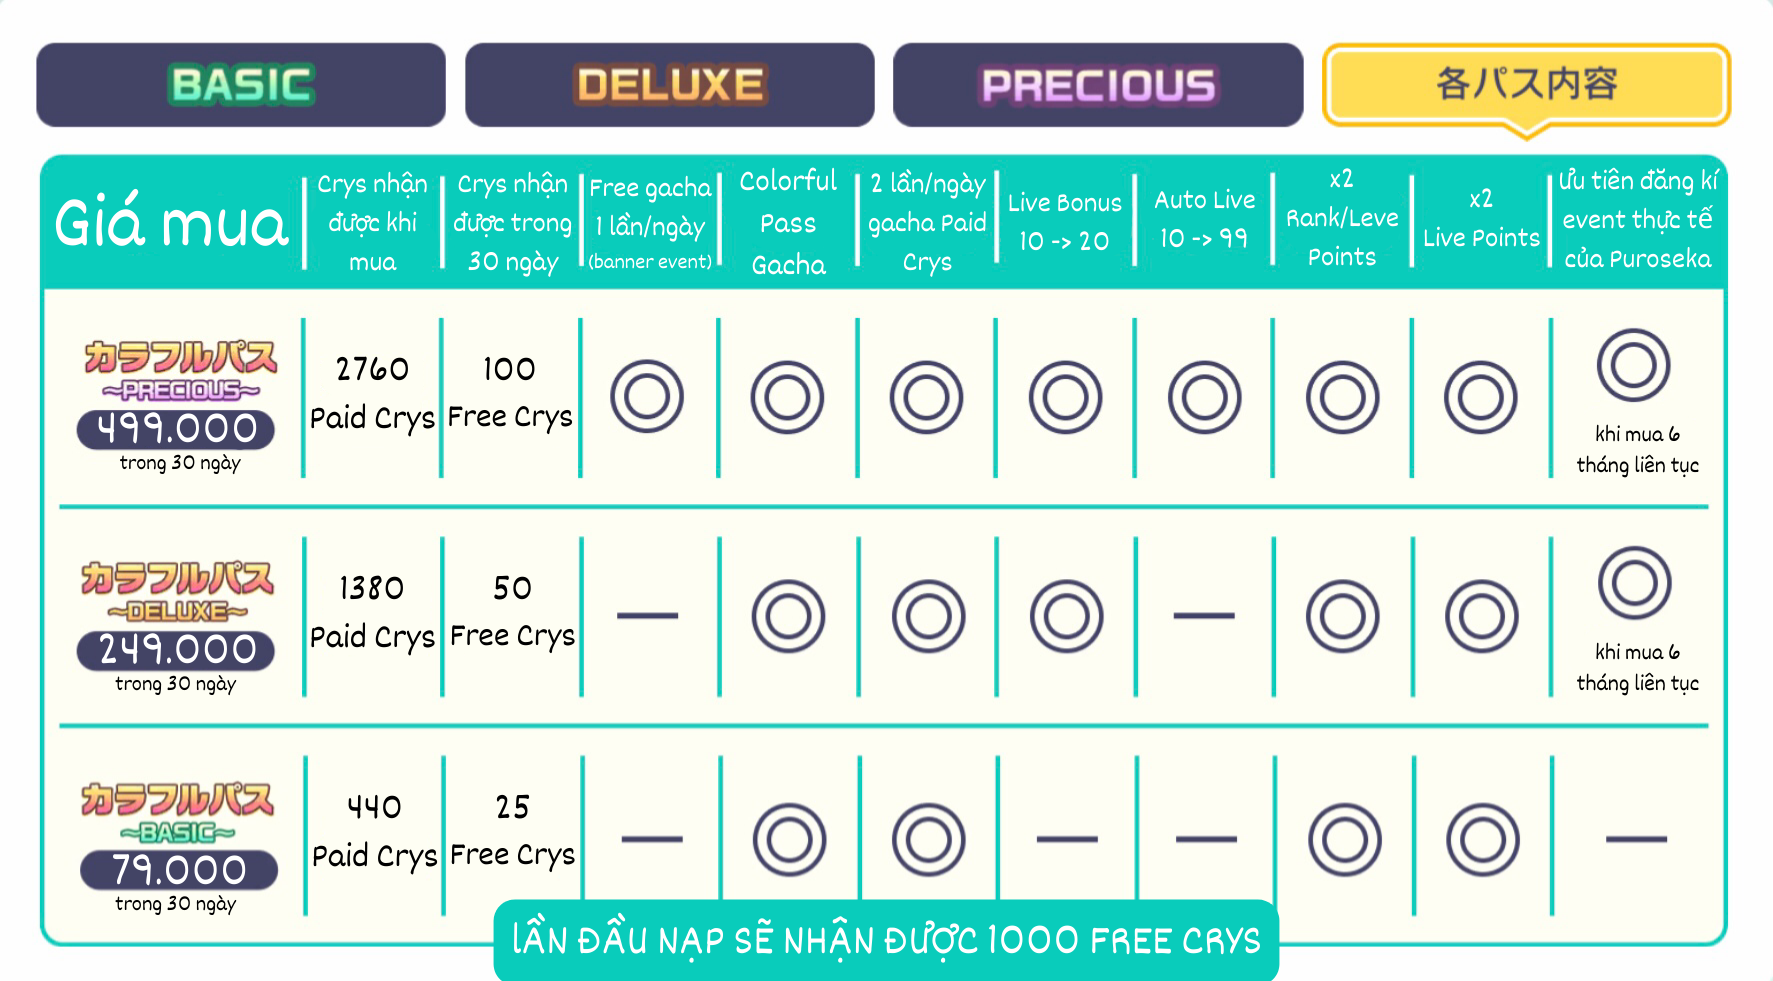 BASIC
DELUXE
PRECIOUS
各パス内容
Giá mua
Crys nhận
được khi
mua
Crys nhận
được trong
30 ngày
Free gacha
1 lần/ngày
(banner event)
Colorful
Pass
Gacha
2 lần/ngày
gacha Paid
Crys
Live Bonus
10 -> 20
Auto Live
10 -> 99
x2
Rank/Leve
Points
x2
Live Points
Ưu tiên đăng kí
event thực tế
của Puroseka
カラフルパス
~PRECIOUS~
499.000
trong 30 ngày
2760
Paid Crys
100
Free Crys
khi mua 6
tháng liên tục
カラフルパス
~DELUXE~
249.000
trong 30 ngày
1380
Paid Crys
50
Free Crys
khi mua 6
tháng liên tục
カラフルパス
~BASIC~
79.000
trong 30 ngày
440
Paid Crys
25
Free Crys
LẦN ĐẦU NẠP SẼ NHẬN ĐƯỢC 1000 FREE CRYS